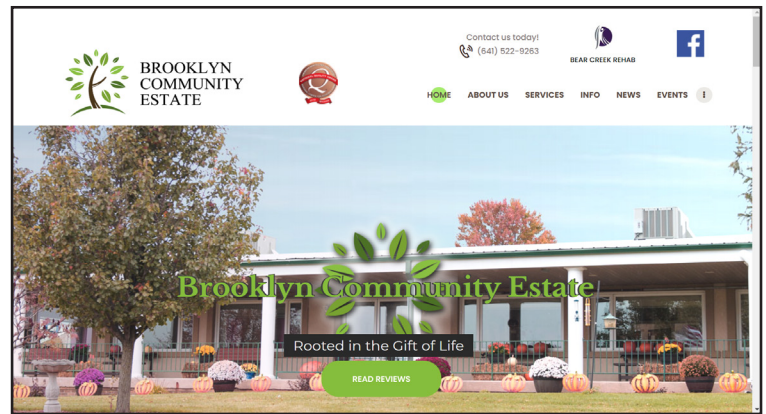 Contact us today!
(641) 522-9263
BEAR CREEK REHAB
f
BROOKLYN
COMMUNITY
ESTATE
Q
HOME
ABOUT US
SERVICES
INFO
NEWS
EVENTS
Brooklyn Community Estate
Rooted in the Gift of Life
READ REVIEWS